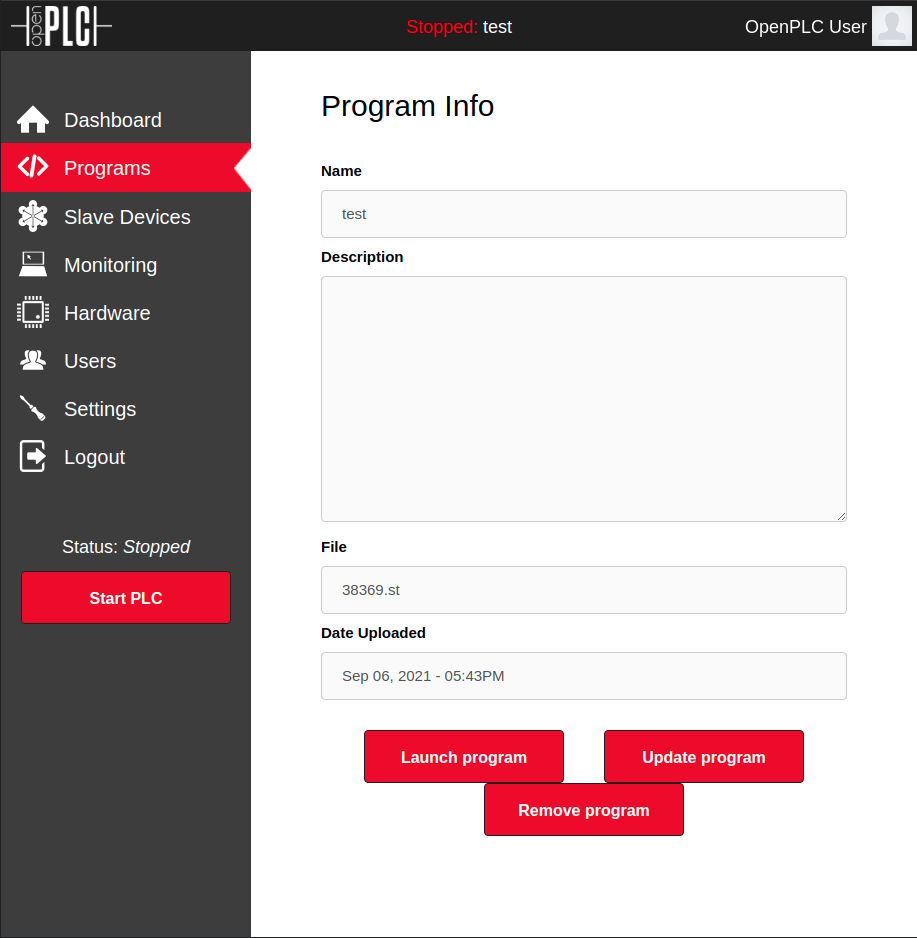 open PLC
Stopped: test
OpenPLC User
Dashboard
Programs
Slave Devices
Monitoring
Hardware
Users
Settings
Logout
Status: Stopped
Start PLC
Program Info
Name
test
Description
File
38369.st
Date Uploaded
Sep 06, 2021 - 05:43PM
Launch program
Update program
Remove program